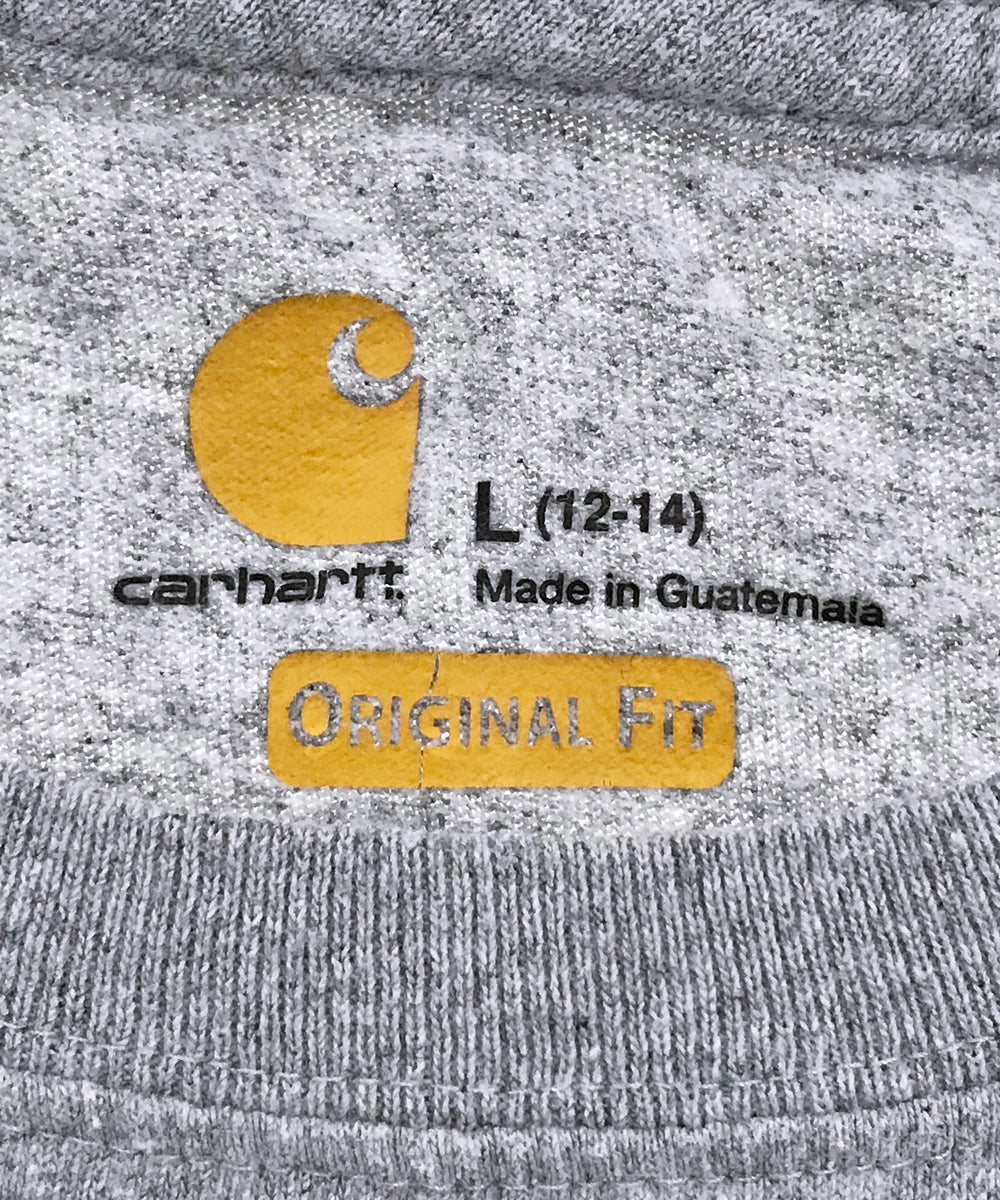 L (12-14)
carhartt.
Made in Guatemala
ORIGINAL FIT